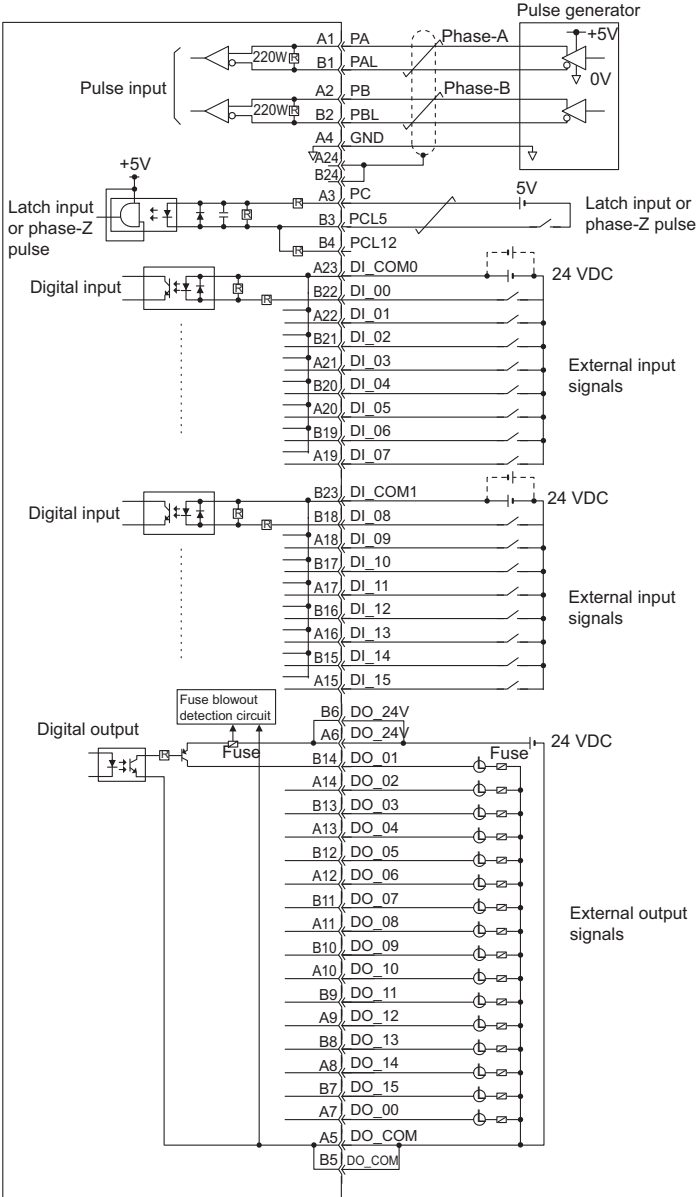 Pulse generator
+5V
A1 PA Phase-A
220W R
B1 PAL
0V
Pulse input
A2 PB Phase-B
220W R
B2 PBL
A4 GND
A24
B24
+5V
A3 PC 5V
R
Latch input or phase-Z pulse
R
B3 PCL5
Latch input or phase-Z pulse
R
B4 PCL12
A23 DI_COM0 24 VDC
Digital input
R
R
B22 DI_00
A22 DI_01
B21 DI_02
A21 DI_03
External input signals
B20 DI_04
A20 DI_05
B19 DI_06
A19 DI_07
B23 DI_COM1 24 VDC
Digital input
R
R
B18 DI_08
A18 DI_09
B17 DI_10
A17 DI_11
External input signals
B16 DI_12
A16 DI_13
B15 DI_14
A15 DI_15
Fuse blowout detection circuit
B6 DO_24V
Digital output
A6 DO_24V 24 VDC
R
Fuse
Fuse
B14 DO_01 L
A14 DO_02 L
B13 DO_03 L
A13 DO_04 L
B12 DO_05 L
A12 DO_06 L
B11 DO_07 L
A11 DO_08 L
External output signals
B10 DO_09 L
A10 DO_10 L
B9 DO_11 L
A9 DO_12 L
B8 DO_13 L
A8 DO_14 L
B7 DO_15 L
A7 DO_00 L
A5 DO_COM
B5 DO_COM